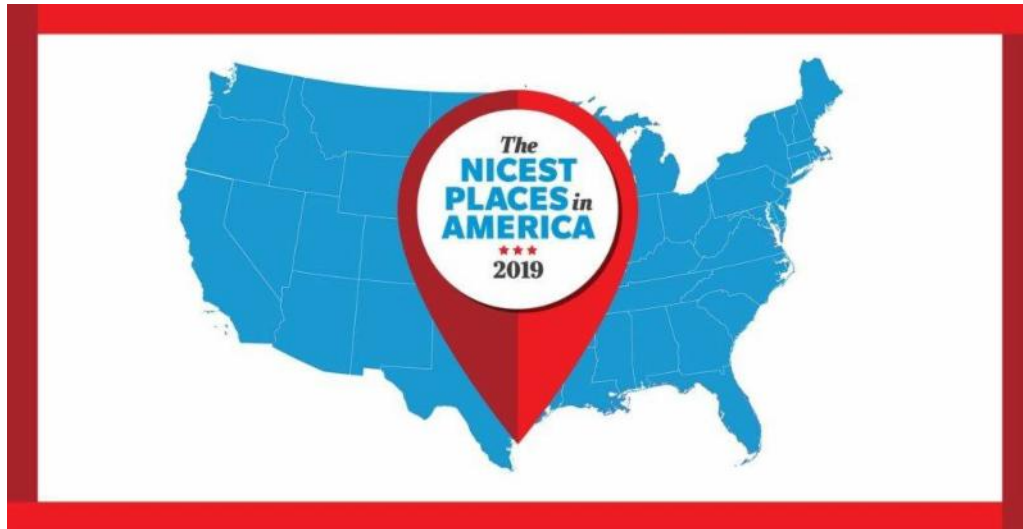 The
NICEST
PLACES in
AMERICA
★★★
2019